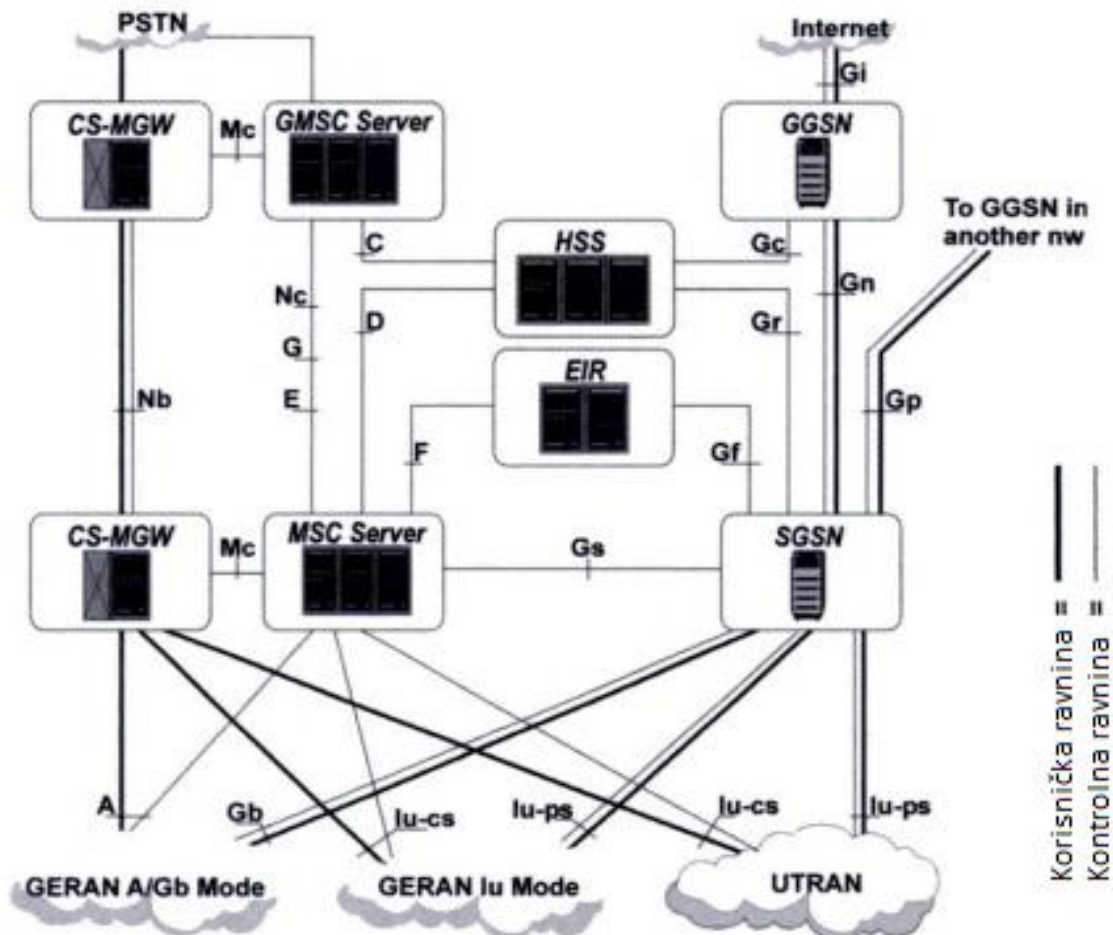 PSTN
Internet
Gi
CS-MGW
Mc
GMSC Server
GGSN
To GGSN in
another nw
C
HSS
Gc
Nc
D
Gn
Gr
G
EIR
E
Nb
Gp
F
Gf
CS-MGW
Mc
MSC Server
Gs
SGSN
A
Gb
Iu-cs
Iu-ps
Iu-cs
Iu-ps
GERAN A/Gb Mode
GERAN Iu Mode
UTRAN
Korisnička ravnina =
Kontrolna ravnina =